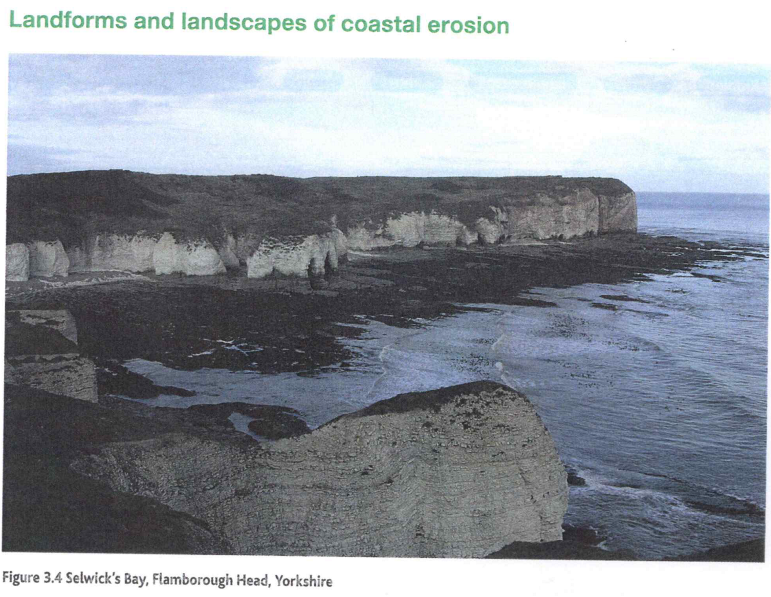 Landforms and landscapes of coastal erosion
Figure 3.4 Selwick's Bay, Flamborough Head, Yorkshire